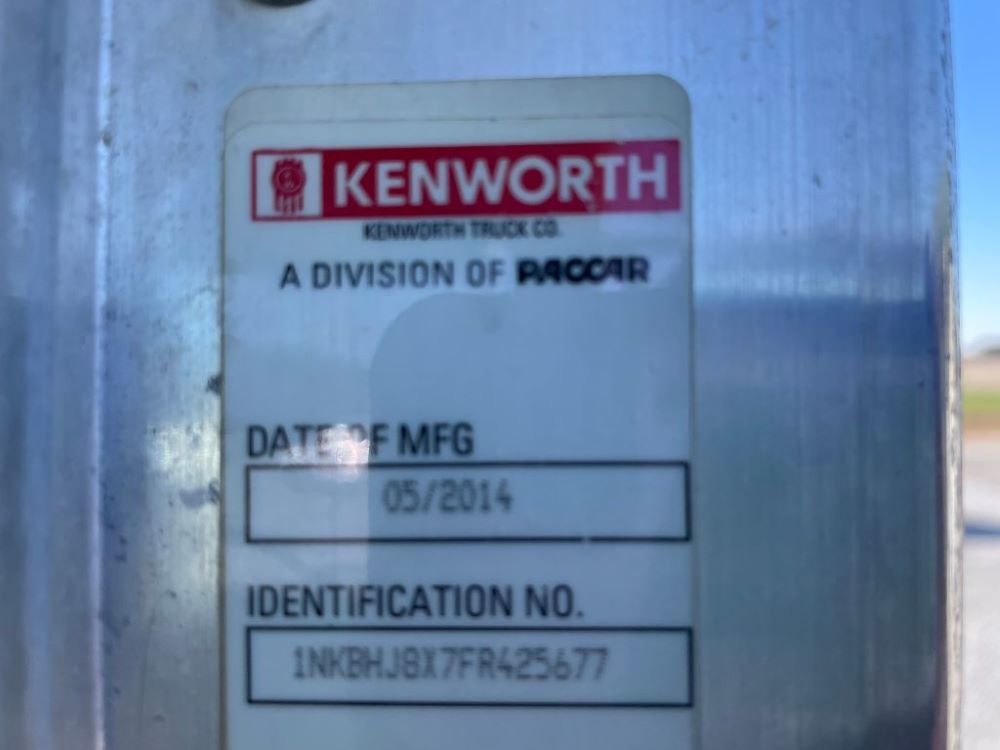 KENWORTH
KENWORTH TRUCK CO.
A DIVISION OF PACCAR
DATE OF MFG
05/2014
IDENTIFICATION NO.
1NKBHJ8X7FR425677